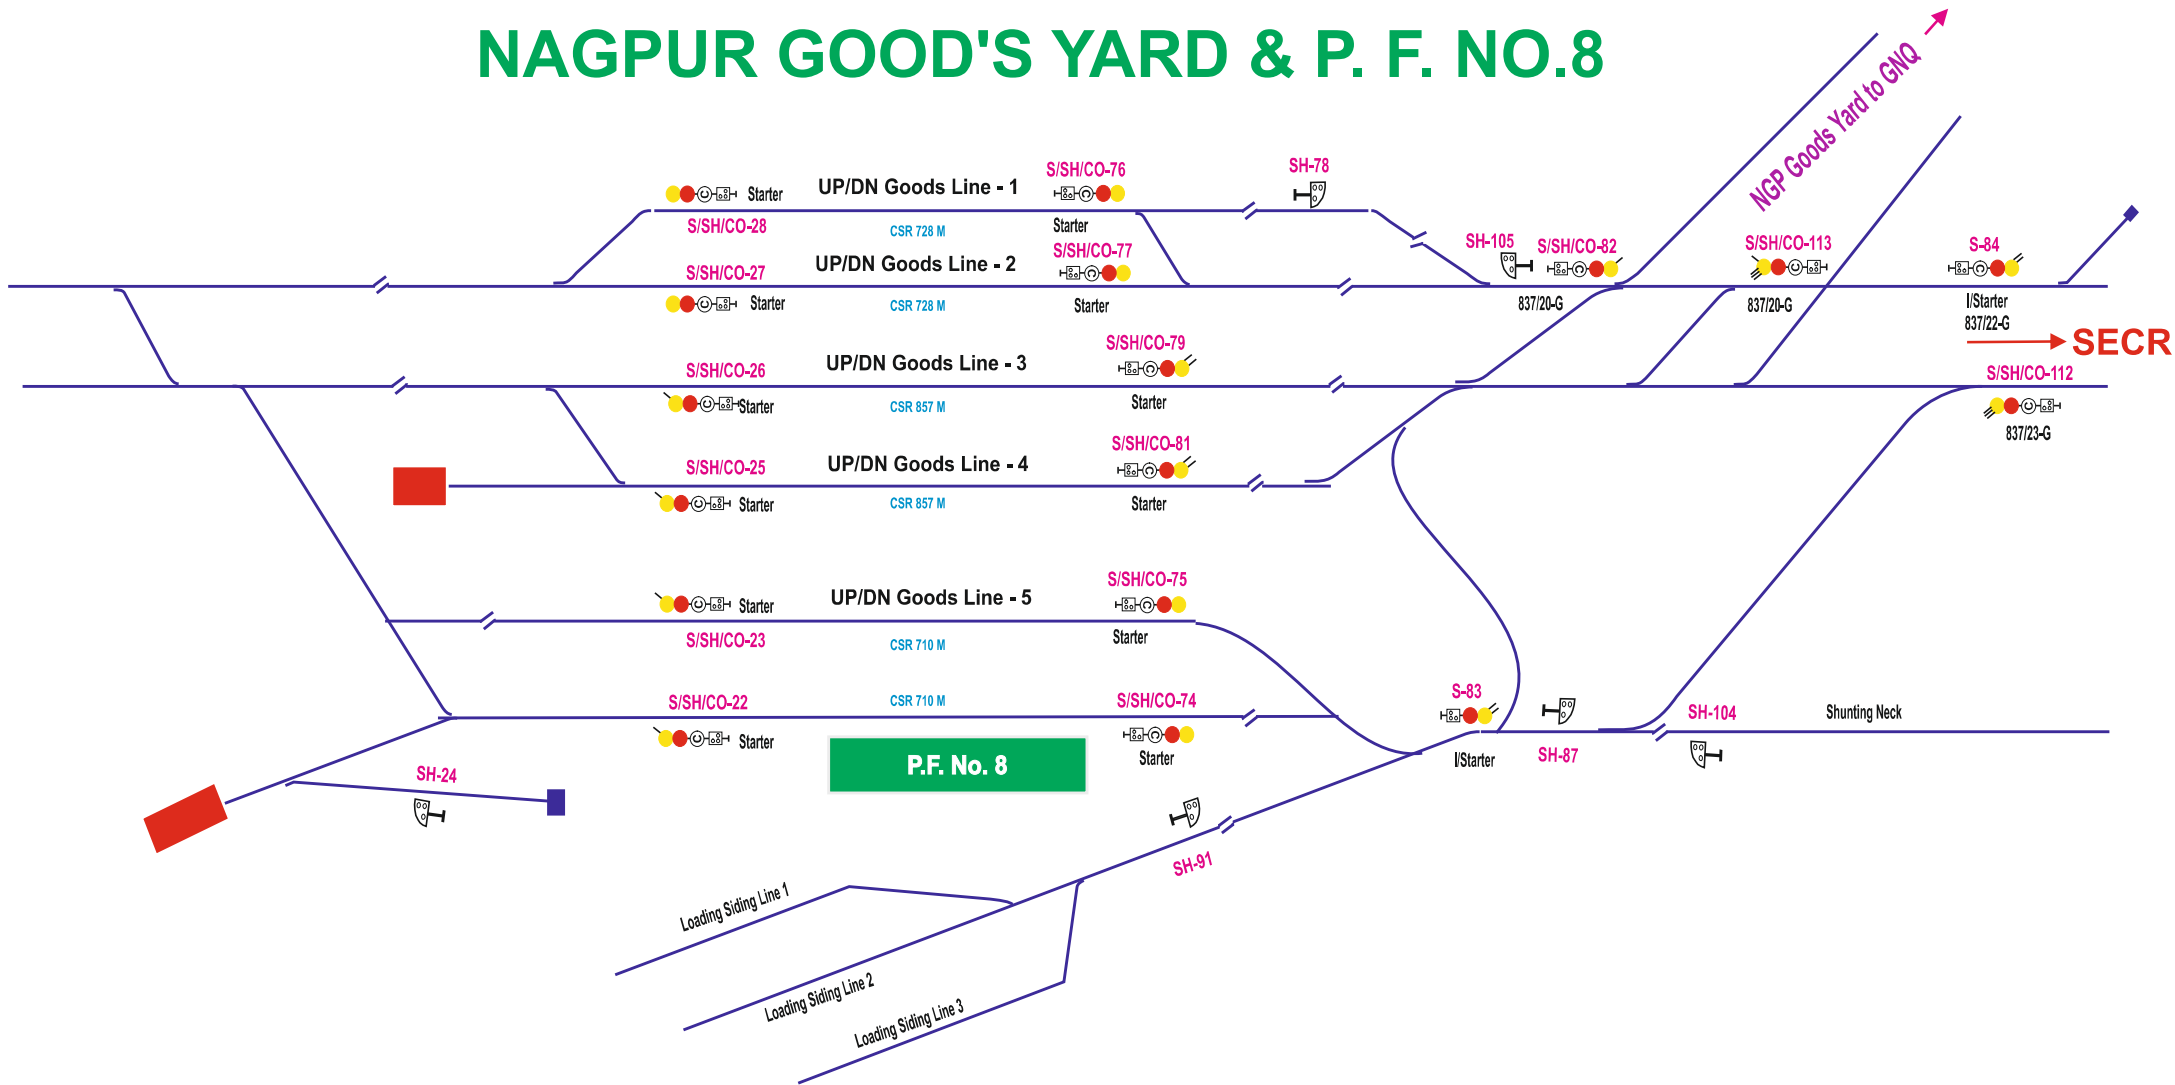 NAGPUR GOOD'S YARD & P. F. NO.8
NGP Goods Yard to GNQ
S/SH/CO-76
SH-78
Starter
UP/DN Goods Line - 1
S/SH/CO-28
CSR 728 M
Starter
SH-105
S/SH/CO-82
S/SH/CO-113
S-84
S/SH/CO-77
S/SH/CO-27
UP/DN Goods Line - 2
Starter
CSR 728 M
Starter
837/20-G
837/20-G
I/Starter
837/22-G
SECR
S/SH/CO-79
S/SH/CO-26
UP/DN Goods Line - 3
S/SH/CO-112
Starter
CSR 857 M
Starter
837/23-G
S/SH/CO-81
S/SH/CO-25
UP/DN Goods Line - 4
Starter
CSR 857 M
Starter
S/SH/CO-75
Starter
UP/DN Goods Line - 5
S/SH/CO-23
CSR 710 M
Starter
S/SH/CO-22
CSR 710 M
S/SH/CO-74
S-83
SH-104
Shunting Neck
Starter
P.F. No. 8
Starter
I/Starter
SH-87
SH-24
SH-91
Loading Siding Line 1
Loading Siding Line 2
Loading Siding Line 3